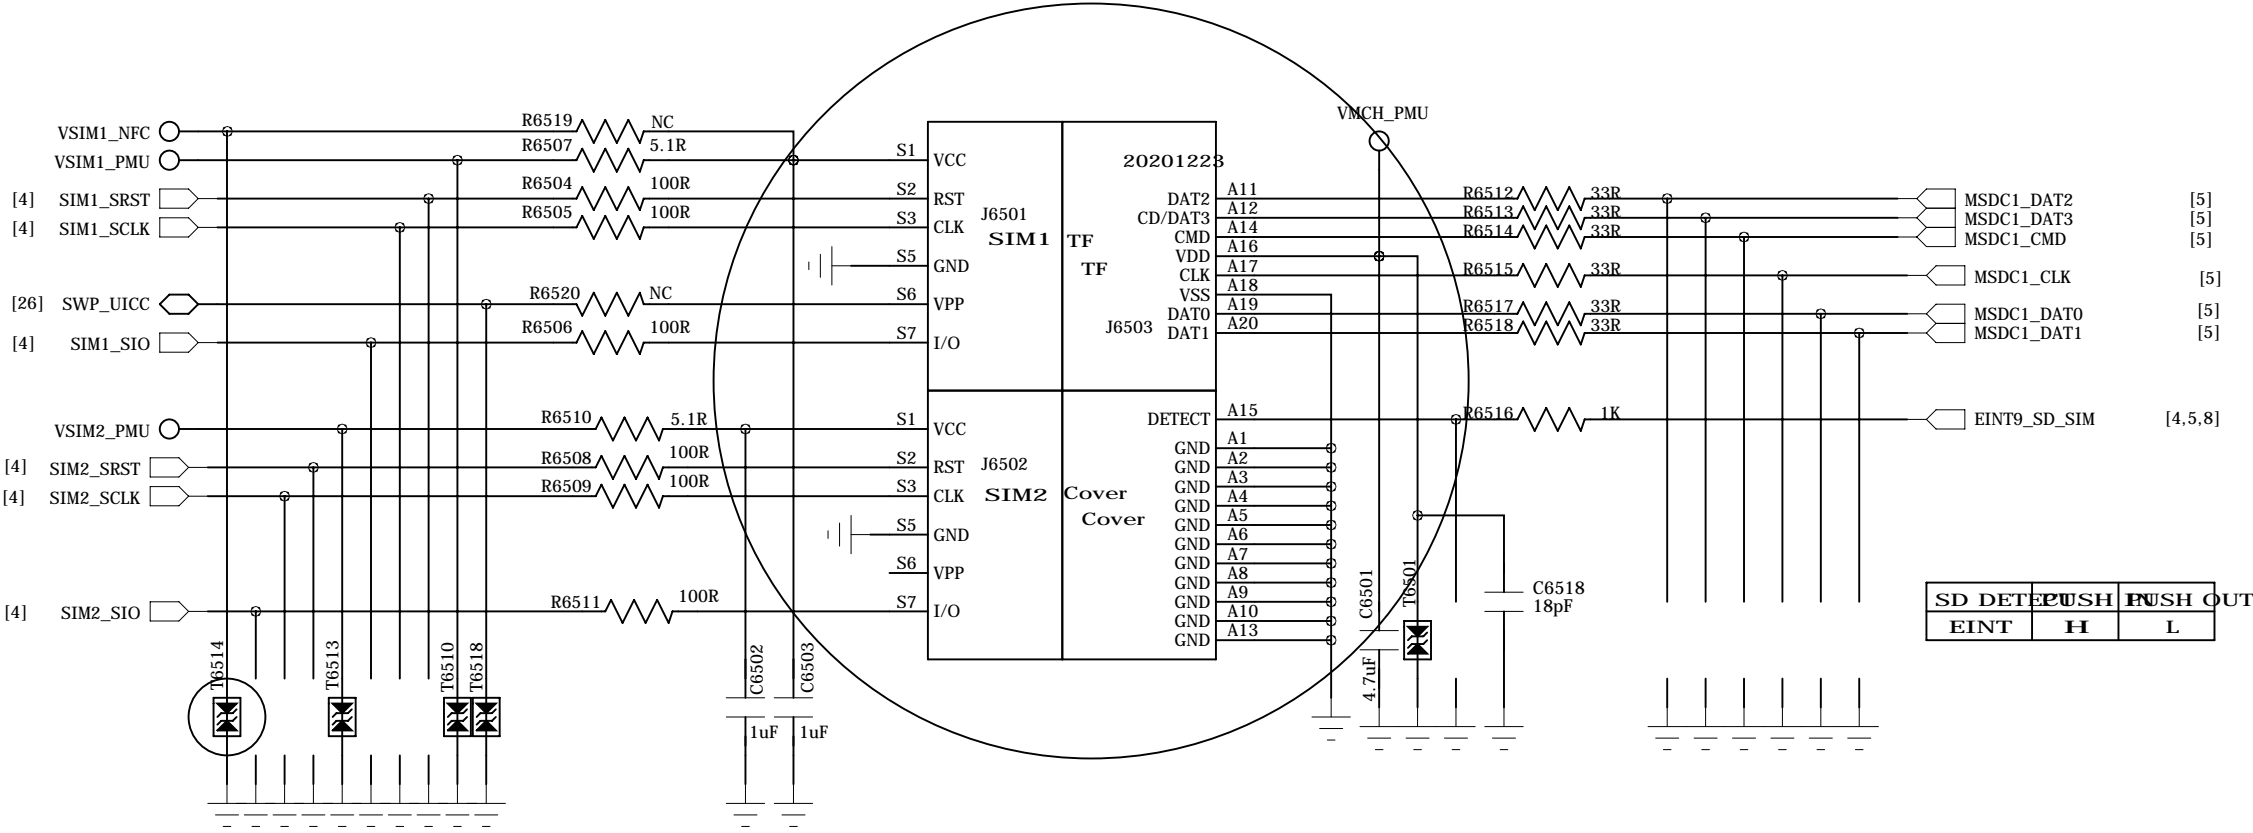 VSIM1_NFC R6519 NC
VSIM1_PMU R6507 5.1R
[4] SIM1_SRST R6504 100R
[4] SIM1_SCLK R6505 100R
[26] SWP_UICC R6520 NC
[4] SIM1_SIO R6506 100R
VSIM2_PMU R6510 5.1R
[4] SIM2_SRST R6508 100R
[4] SIM2_SCLK R6509 100R
[4] SIM2_SIO R6511 100R
T6514
T6513
T6510
T6518
C6502
1uF
C6503
1uF
S1 VCC
S2 RST
S3 CLK
S5 GND
S6 VPP
S7 I/O
J6501
SIM1
S1 VCC
S2 RST
S3 CLK
S5 GND
S6 VPP
S7 I/O
J6502
SIM2
20201223
TF
TF
J6503
Cover
Cover
DAT2 A11
CD/DAT3 A12
CMD A14
VDD A16
CLK A17
VSS A18
DAT0 A19
DAT1 A20
DETECT A15
GND A1
GND A2
GND A3
GND A4
GND A5
GND A6
GND A7
GND A8
GND A9
GND A10
GND A13
VMCH_PMU
C6501
4.7uF
T6501
C6518
18pF
R6512 33R MSDC1_DAT2 [5]
R6513 33R MSDC1_DAT3 [5]
R6514 33R MSDC1_CMD [5]
R6515 33R MSDC1_CLK [5]
R6517 33R MSDC1_DAT0 [5]
R6518 33R MSDC1_DAT1 [5]
R6516 1K EINT9_SD_SIM [4,5,8]
SD DETECT PUSH IN PUSH OUT
EINT H L